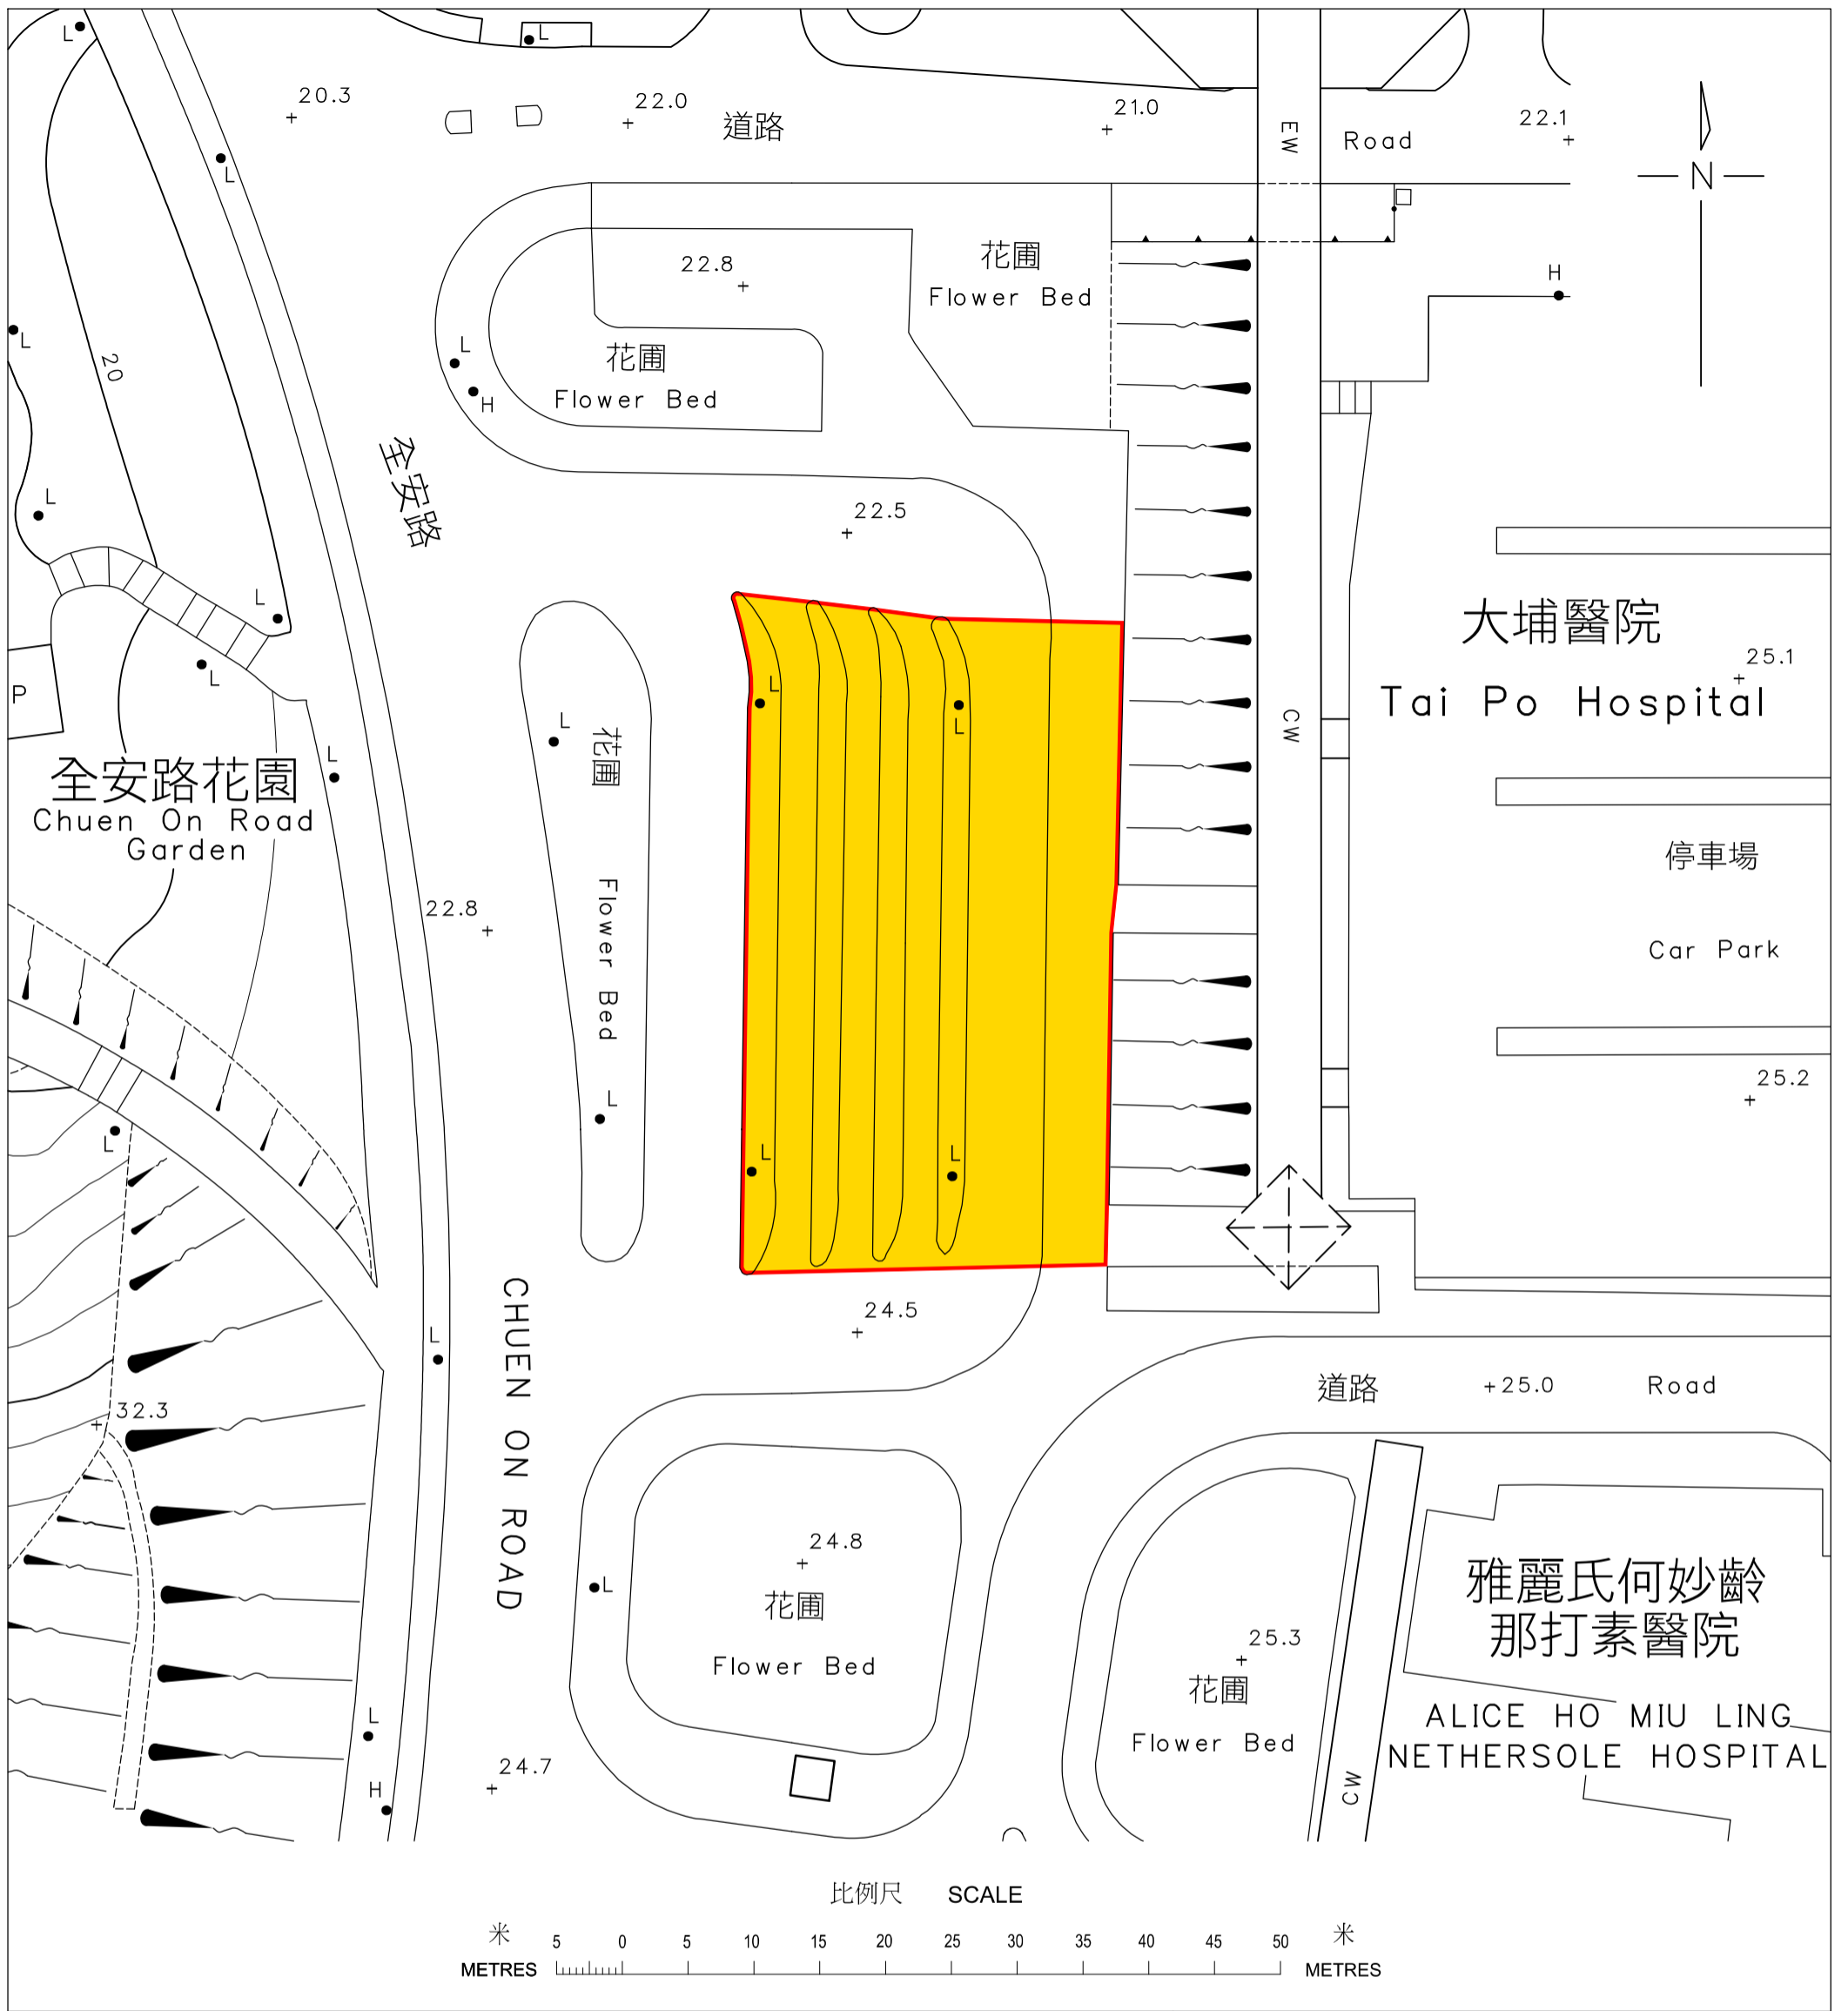 L
L
20.3
22.0
道路
21.0
EW
Road
22.1
N
L
花圃
Flower Bed
22.8
H
L
20
花圃
Flower Bed
L
H
全安路
L
22.5
L
大埔醫院
25.1
Tai Po Hospital
L
P
L
L
CW
L
花圃
L
全安路花園
Chuen On Road
Garden
停車場
Flower Bed
22.8
Car Park
25.2
L
L
L
L
CHUEN ON ROAD
24.5
L
道路
25.0
Road
32.3
24.8
L
花圃
Flower Bed
雅麗氏何妙齡
那打素醫院
25.3
花圃
Flower Bed
ALICE HO MIU LING
NETHERSOLE HOSPITAL
L
24.7
H
CW
比例尺 SCALE
米 米
5 0 5 10 15 20 25 30 35 40 45 50
METRES METRES